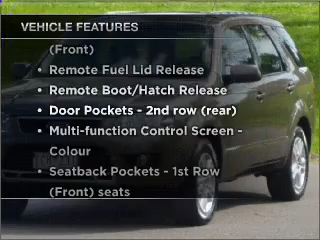 VEHICLE FEATURES
(Front)
• Remote Fuel Lid Release
• Remote Boot/Hatch Release
• Door Pockets - 2nd row (rear)
• Multi-function Control Screen -
Colour
• Seatback Pockets - 1st Row
(Front) seats